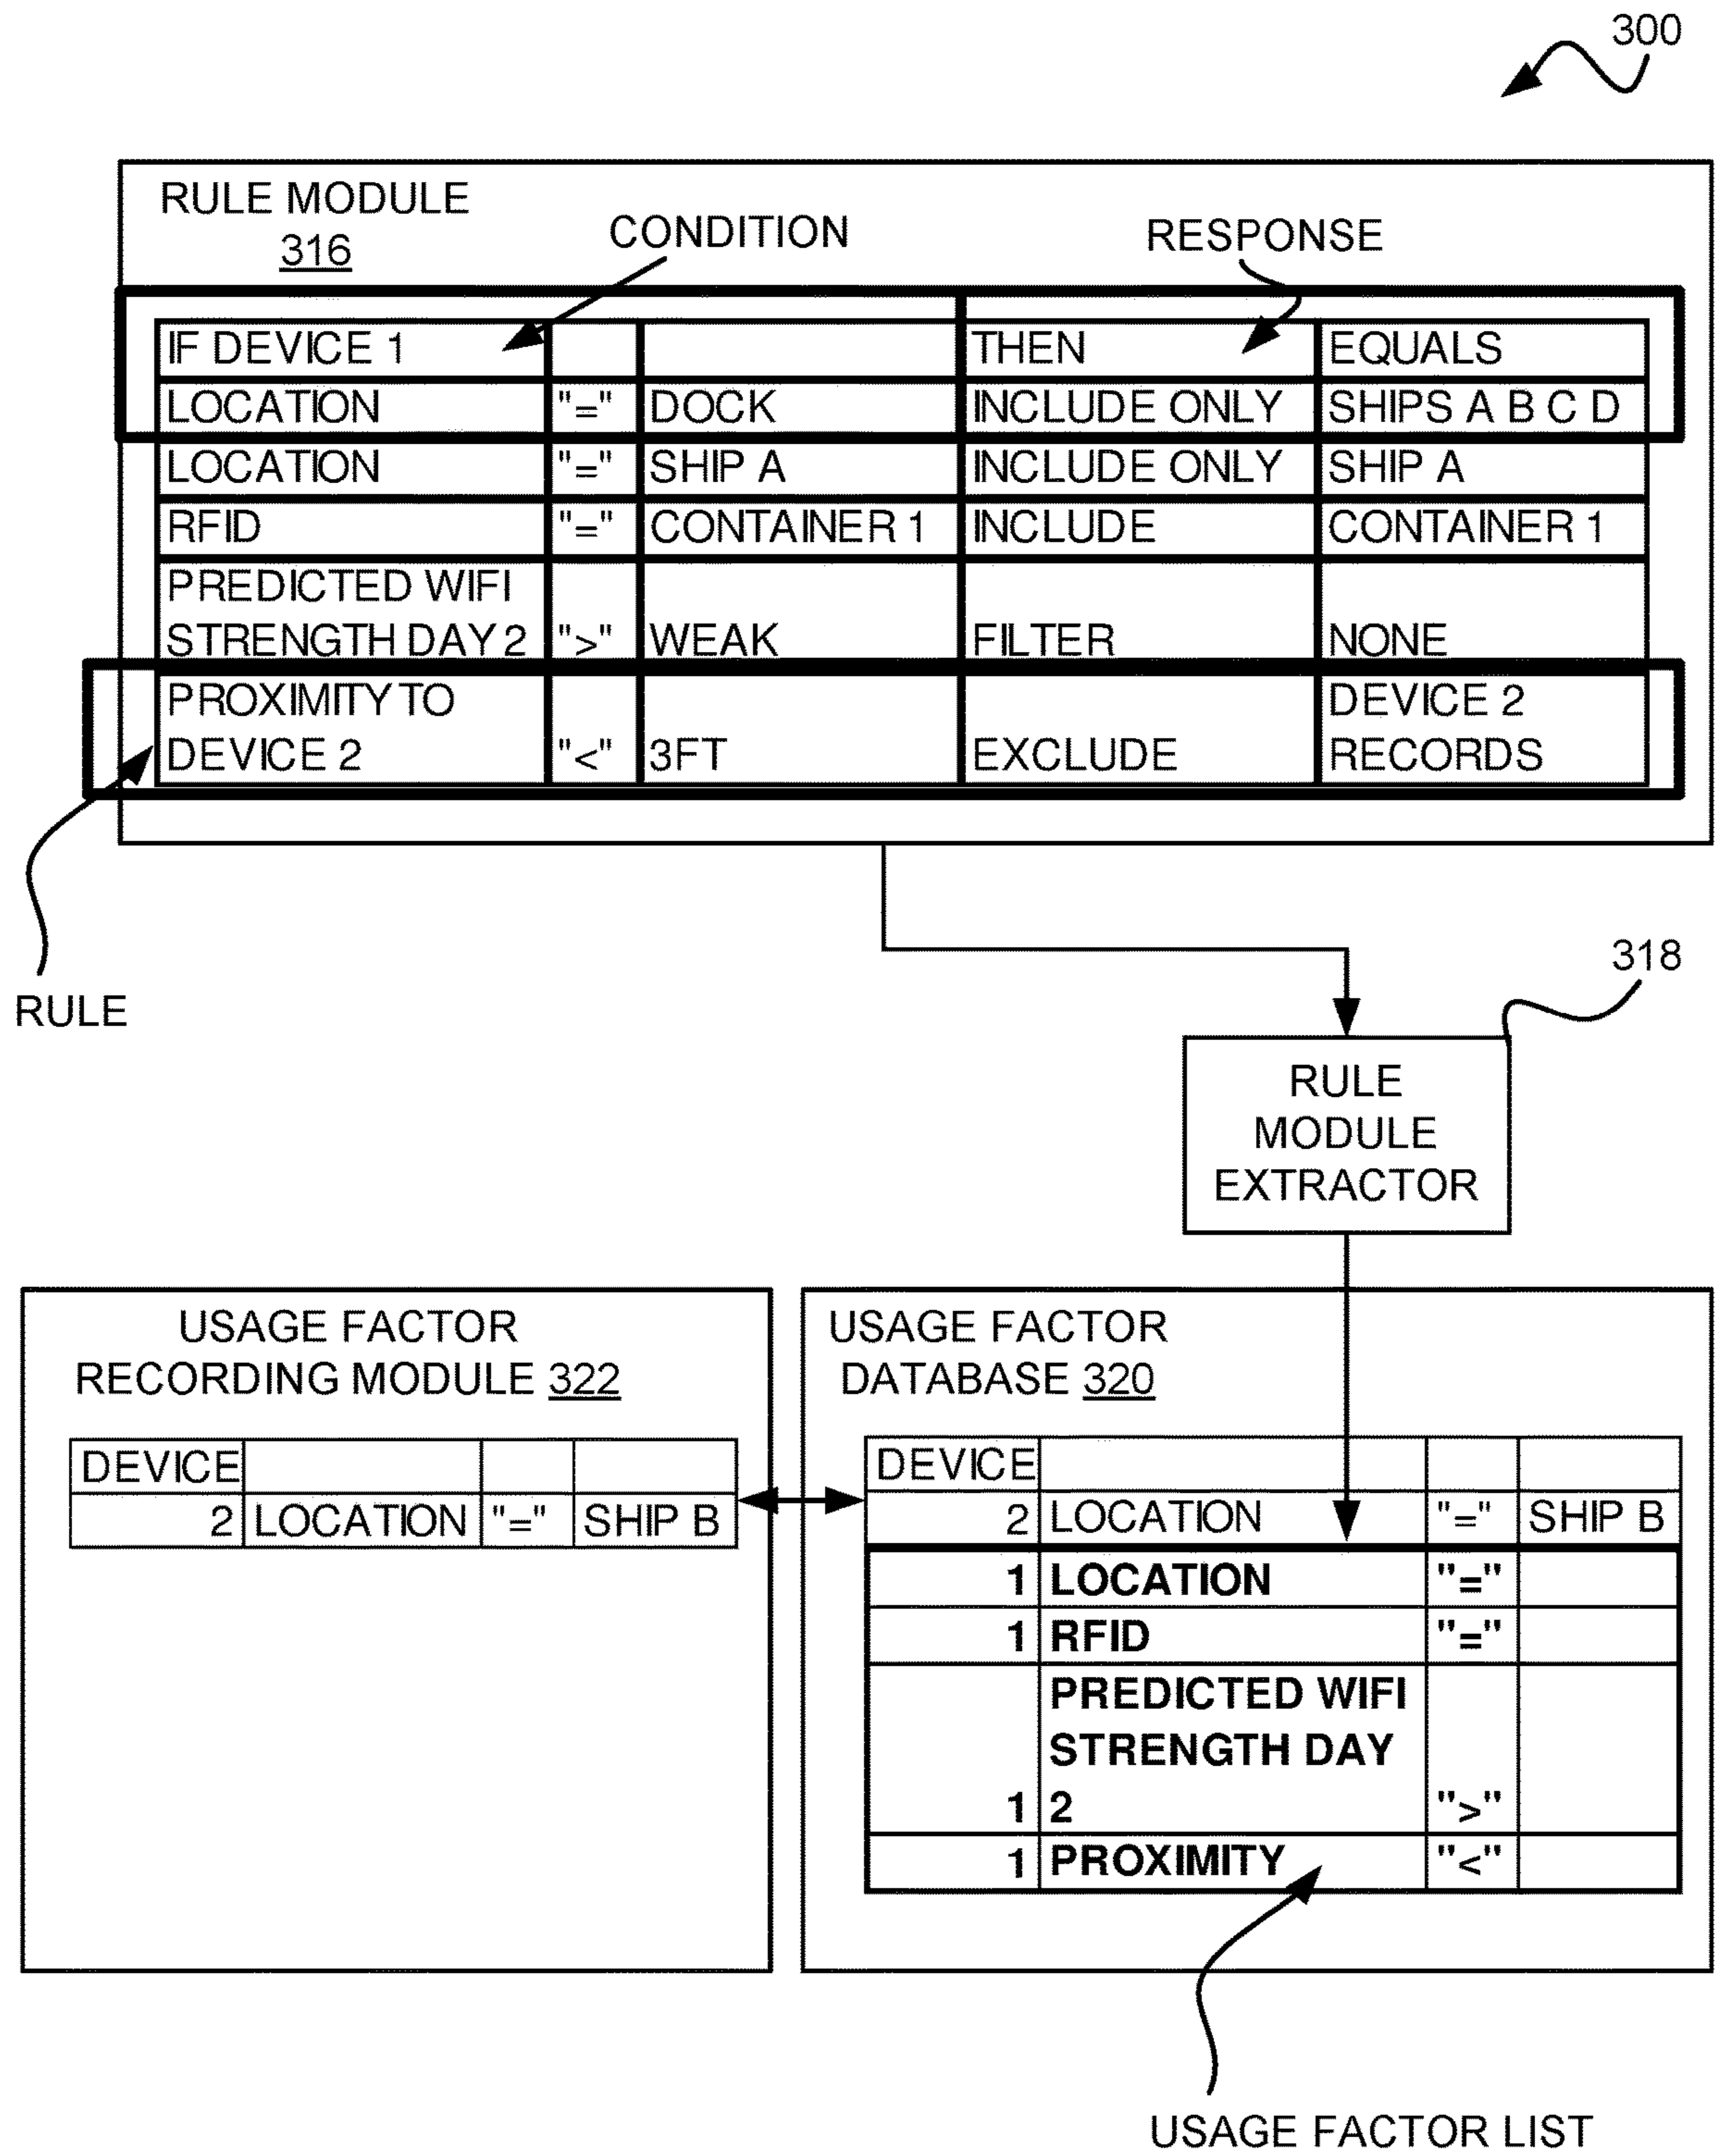 300
RULE MODULE
316
CONDITION
RESPONSE
IF DEVICE 1 THEN EQUALS
LOCATION "=" DOCK INCLUDE ONLY SHIPS A B C D
LOCATION "=" SHIP A INCLUDE ONLY SHIP A
RFID "=" CONTAINER 1 INCLUDE CONTAINER 1
PREDICTED WIFI
STRENGTH DAY 2 ">" WEAK FILTER NONE
PROXIMITY TO DEVICE 2
DEVICE 2 "<" 3FT EXCLUDE RECORDS
RULE
318
RULE
MODULE
EXTRACTOR
USAGE FACTOR
RECORDING MODULE 322
DEVICE
2 LOCATION "=" SHIP B
USAGE FACTOR
DATABASE 320
DEVICE
2 LOCATION "=" SHIP B
1 LOCATION "="
1 RFID "="
PREDICTED WIFI
STRENGTH DAY
1 2 ">"
1 PROXIMITY "<"
USAGE FACTOR LIST